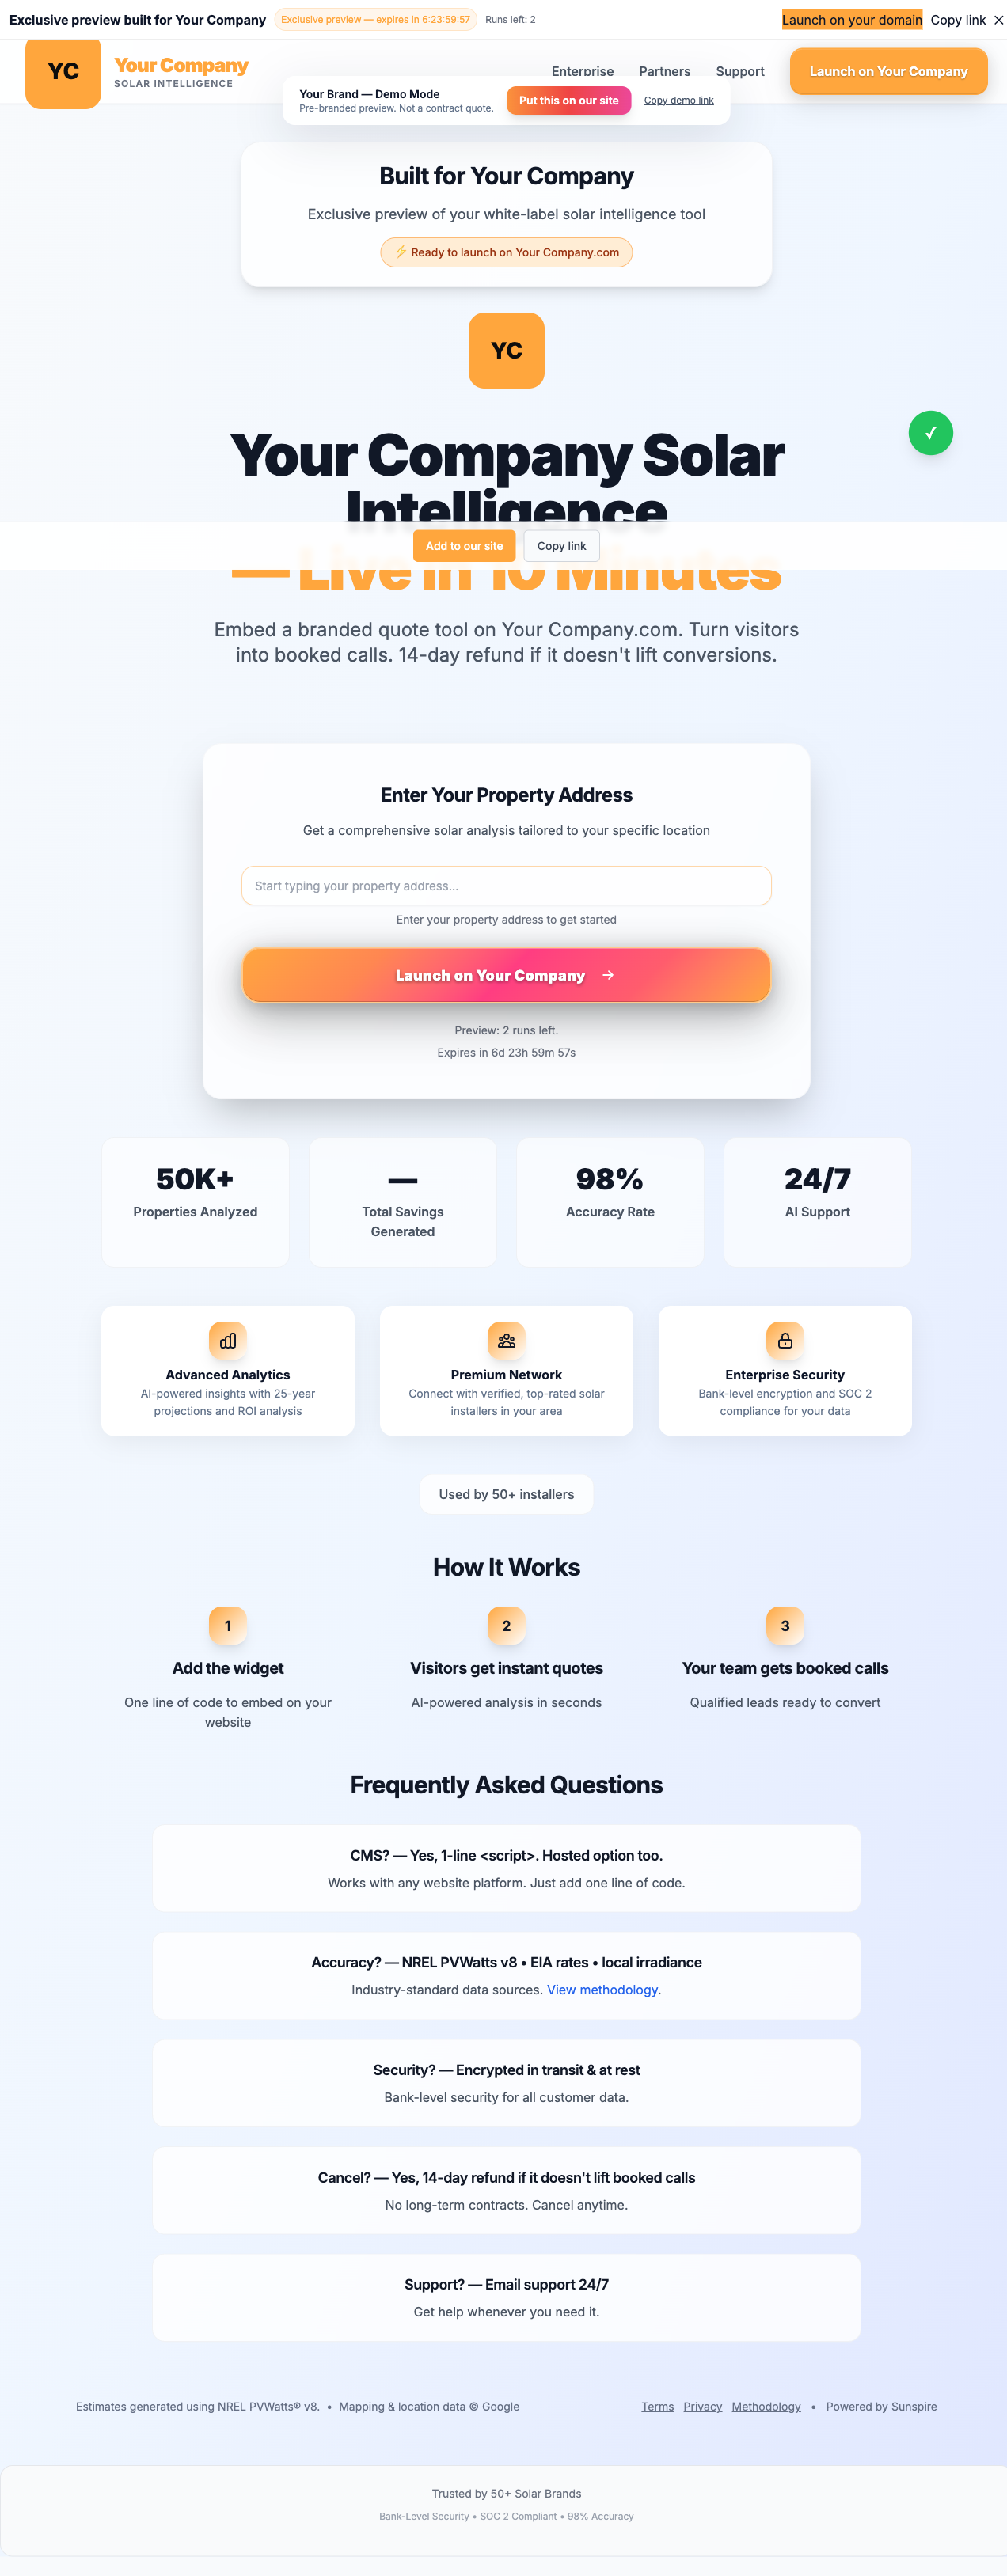 Exclusive preview built for Your Company
Exclusive preview — expires in 6:23:59:57
Runs left: 2
Launch on your domain
Copy link
YC
Your Company
SOLAR INTELLIGENCE
Enterprise
Partners
Support
Launch on Your Company
Your Brand — Demo Mode
Pre-branded preview. Not a contract quote.
Put this on our site
Copy demo link
Built for Your Company
Exclusive preview of your white-label solar intelligence tool
⚡ Ready to launch on Your Company.com
YC
Your Company Solar
Intelligence
— Live in 10 Minutes
Add to our site
Copy link
Embed a branded quote tool on Your Company.com. Turn visitors
into booked calls. 14-day refund if it doesn't lift conversions.
Enter Your Property Address
Get a comprehensive solar analysis tailored to your specific location
Start typing your property address...
Enter your property address to get started
Launch on Your Company →
Preview: 2 runs left.
Expires in 6d 23h 59m 57s
50K+
Properties Analyzed
—
Total Savings
Generated
98%
Accuracy Rate
24/7
AI Support
Advanced Analytics
AI-powered insights with 25-year
projections and ROI analysis
Premium Network
Connect with verified, top-rated solar
installers in your area
Enterprise Security
Bank-level encryption and SOC 2
compliance for your data
Used by 50+ installers
How It Works
1
Add the widget
One line of code to embed on your
website
2
Visitors get instant quotes
AI-powered analysis in seconds
3
Your team gets booked calls
Qualified leads ready to convert
Frequently Asked Questions
CMS? — Yes, 1-line <script>. Hosted option too.
Works with any website platform. Just add one line of code.
Accuracy? — NREL PVWatts v8 • EIA rates • local irradiance
Industry-standard data sources. View methodology.
Security? — Encrypted in transit & at rest
Bank-level security for all customer data.
Cancel? — Yes, 14-day refund if it doesn't lift booked calls
No long-term contracts. Cancel anytime.
Support? — Email support 24/7
Get help whenever you need it.
Estimates generated using NREL PVWatts® v8. • Mapping & location data © Google
Terms Privacy Methodology • Powered by Sunspire
Trusted by 50+ Solar Brands
Bank-Level Security • SOC 2 Compliant • 98% Accuracy